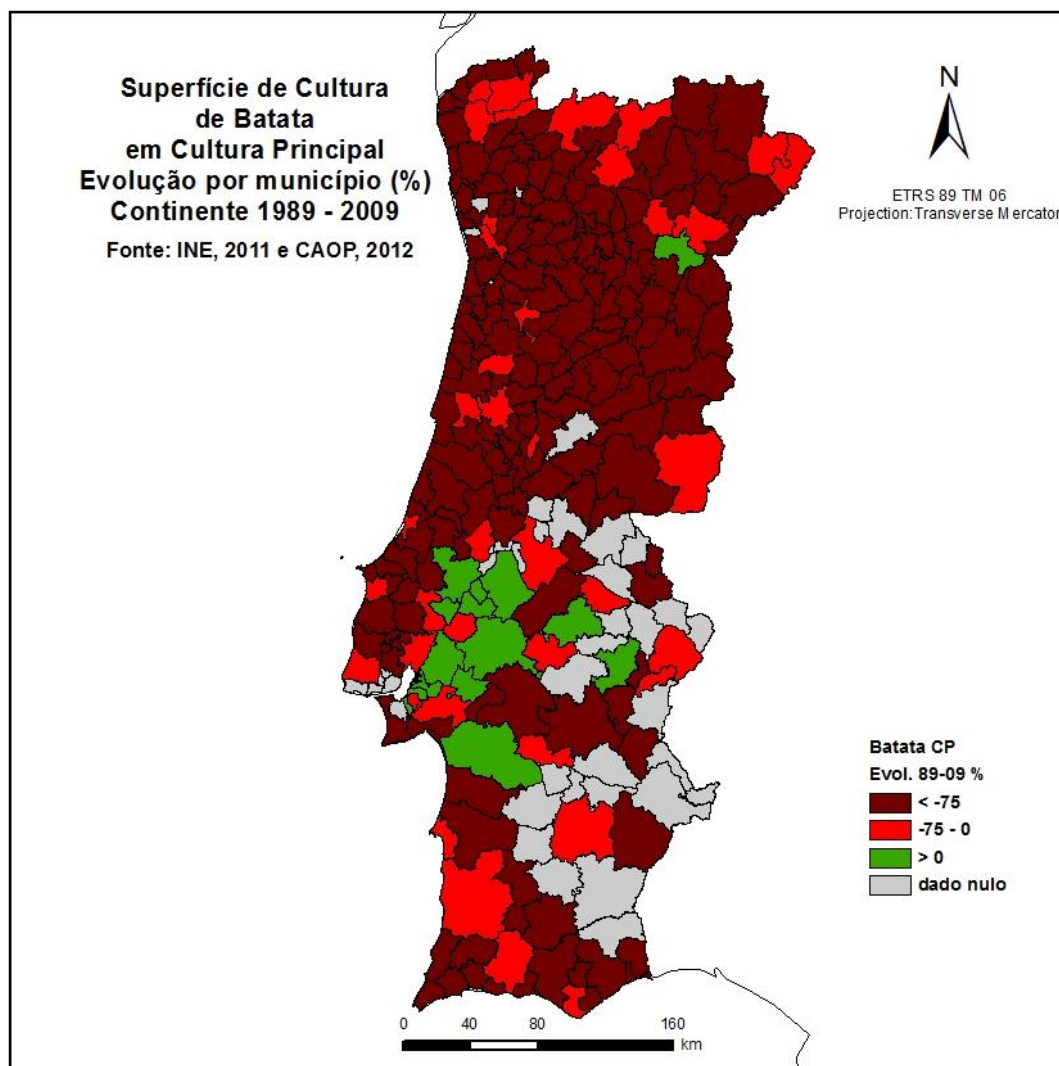 Superfície de Cultura
de Batata
em Cultura Principal
Evolução por município (%)
Continente 1989 - 2009
Fonte: INE, 2011 e CAOP, 2012
N
ETRS 89 TM 06
Projection:Transverse Mercator
Batata CP
Evol. 89-09 %
< -75
-75 - 0
> 0
dado nulo
0 40 80 160
km